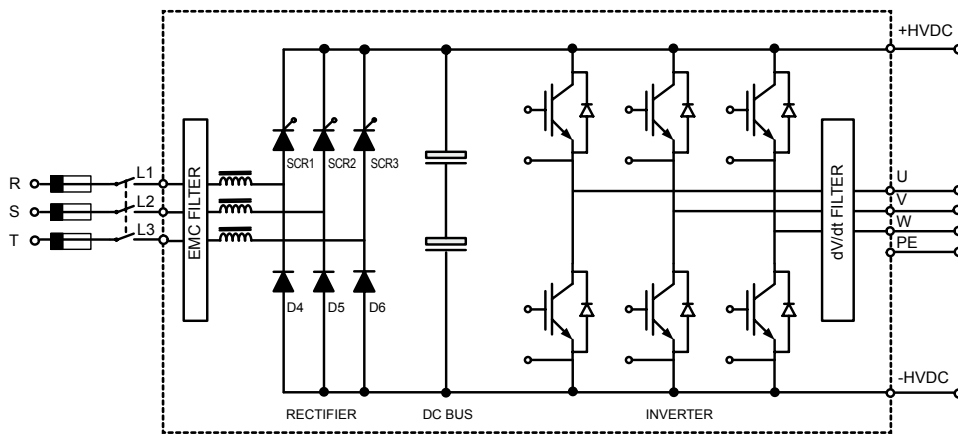 +HVDC
SCR1
SCR2
SCR3
R
L1
S
L2
T
L3
EMC FILTER
dV/dt FILTER
U
V
W
PE
D4
D5
D6
-HVDC
RECTIFIER
DC BUS
INVERTER